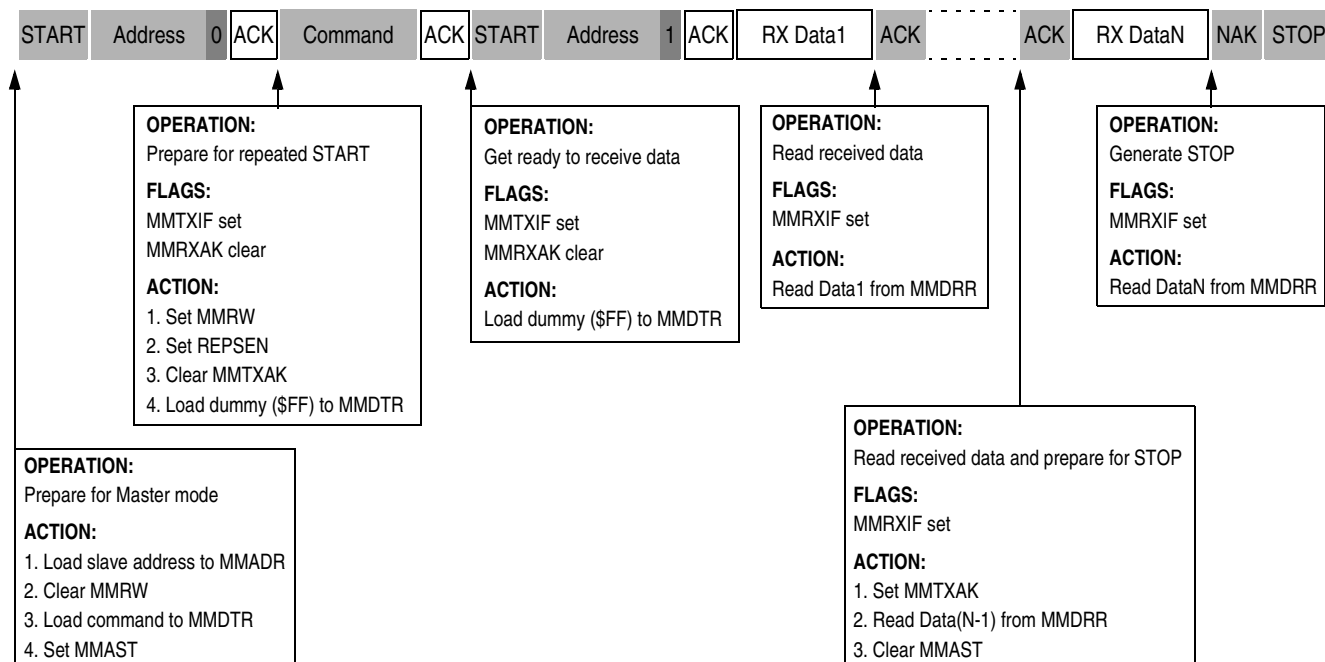 START Address 0 ACK Command ACK START Address 1 ACK RX Data1 ACK ACK RX DataN NAK STOP
OPERATION:
Prepare for repeated START
FLAGS:
MMTXIF set
MMRXAK clear
ACTION:
1. Set MMRW
2. Set REPSEN
3. Clear MMTXAK
4. Load dummy ($FF) to MMDTR
OPERATION:
Get ready to receive data
FLAGS:
MMTXIF set
MMRXAK clear
ACTION:
Load dummy ($FF) to MMDTR
OPERATION:
Read received data
FLAGS:
MMRXIF set
ACTION:
Read Data1 from MMDRR
OPERATION:
Generate STOP
FLAGS:
MMRXIF set
ACTION:
Read DataN from MMDRR
OPERATION:
Prepare for Master mode
ACTION:
1. Load slave address to MMADR
2. Clear MMRW
3. Load command to MMDTR
4. Set MMAST
OPERATION:
Read received data and prepare for STOP
FLAGS:
MMRXIF set
ACTION:
1. Set MMTXAK
2. Read Data(N-1) from MMDRR
3. Clear MMAST